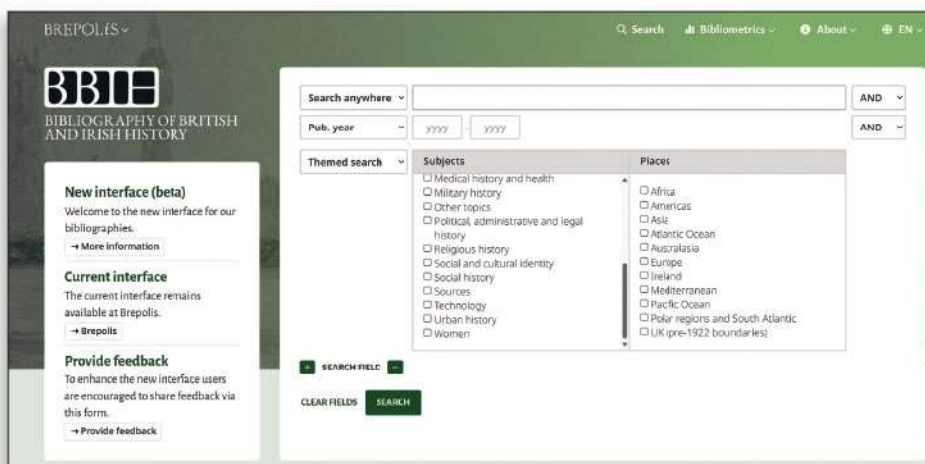 BREPOLiS
Search
Bibliometrics
About
EN
BBIH
BIBLIOGRAPHY OF BRITISH
AND IRISH HISTORY
New interface (beta)
Welcome to the new interface for our
bibliographies.
→ More information
Current interface
The current interface remains
available at Brepolis.
→ Brepolis
Provide feedback
To enhance the new interface users
are encouraged to share feedback via
this form.
→ Provide feedback
Search anywhere
AND
Pub. year
yyyy - yyyy
AND
Themed search
Subjects
Medical history and health
Military history
Other topics
Political, administrative and legal
history
Religious history
Social and cultural identity
Social history
Sources
Technology
Urban history
Women
Places
Africa
Americas
Asia
Atlantic Ocean
Australasia
Europe
Ireland
Mediterranean
Pacific Ocean
Polar regions and South Atlantic
UK (pre-1922 boundaries)
+ SEARCH FIELD −
CLEAR FIELDS SEARCH